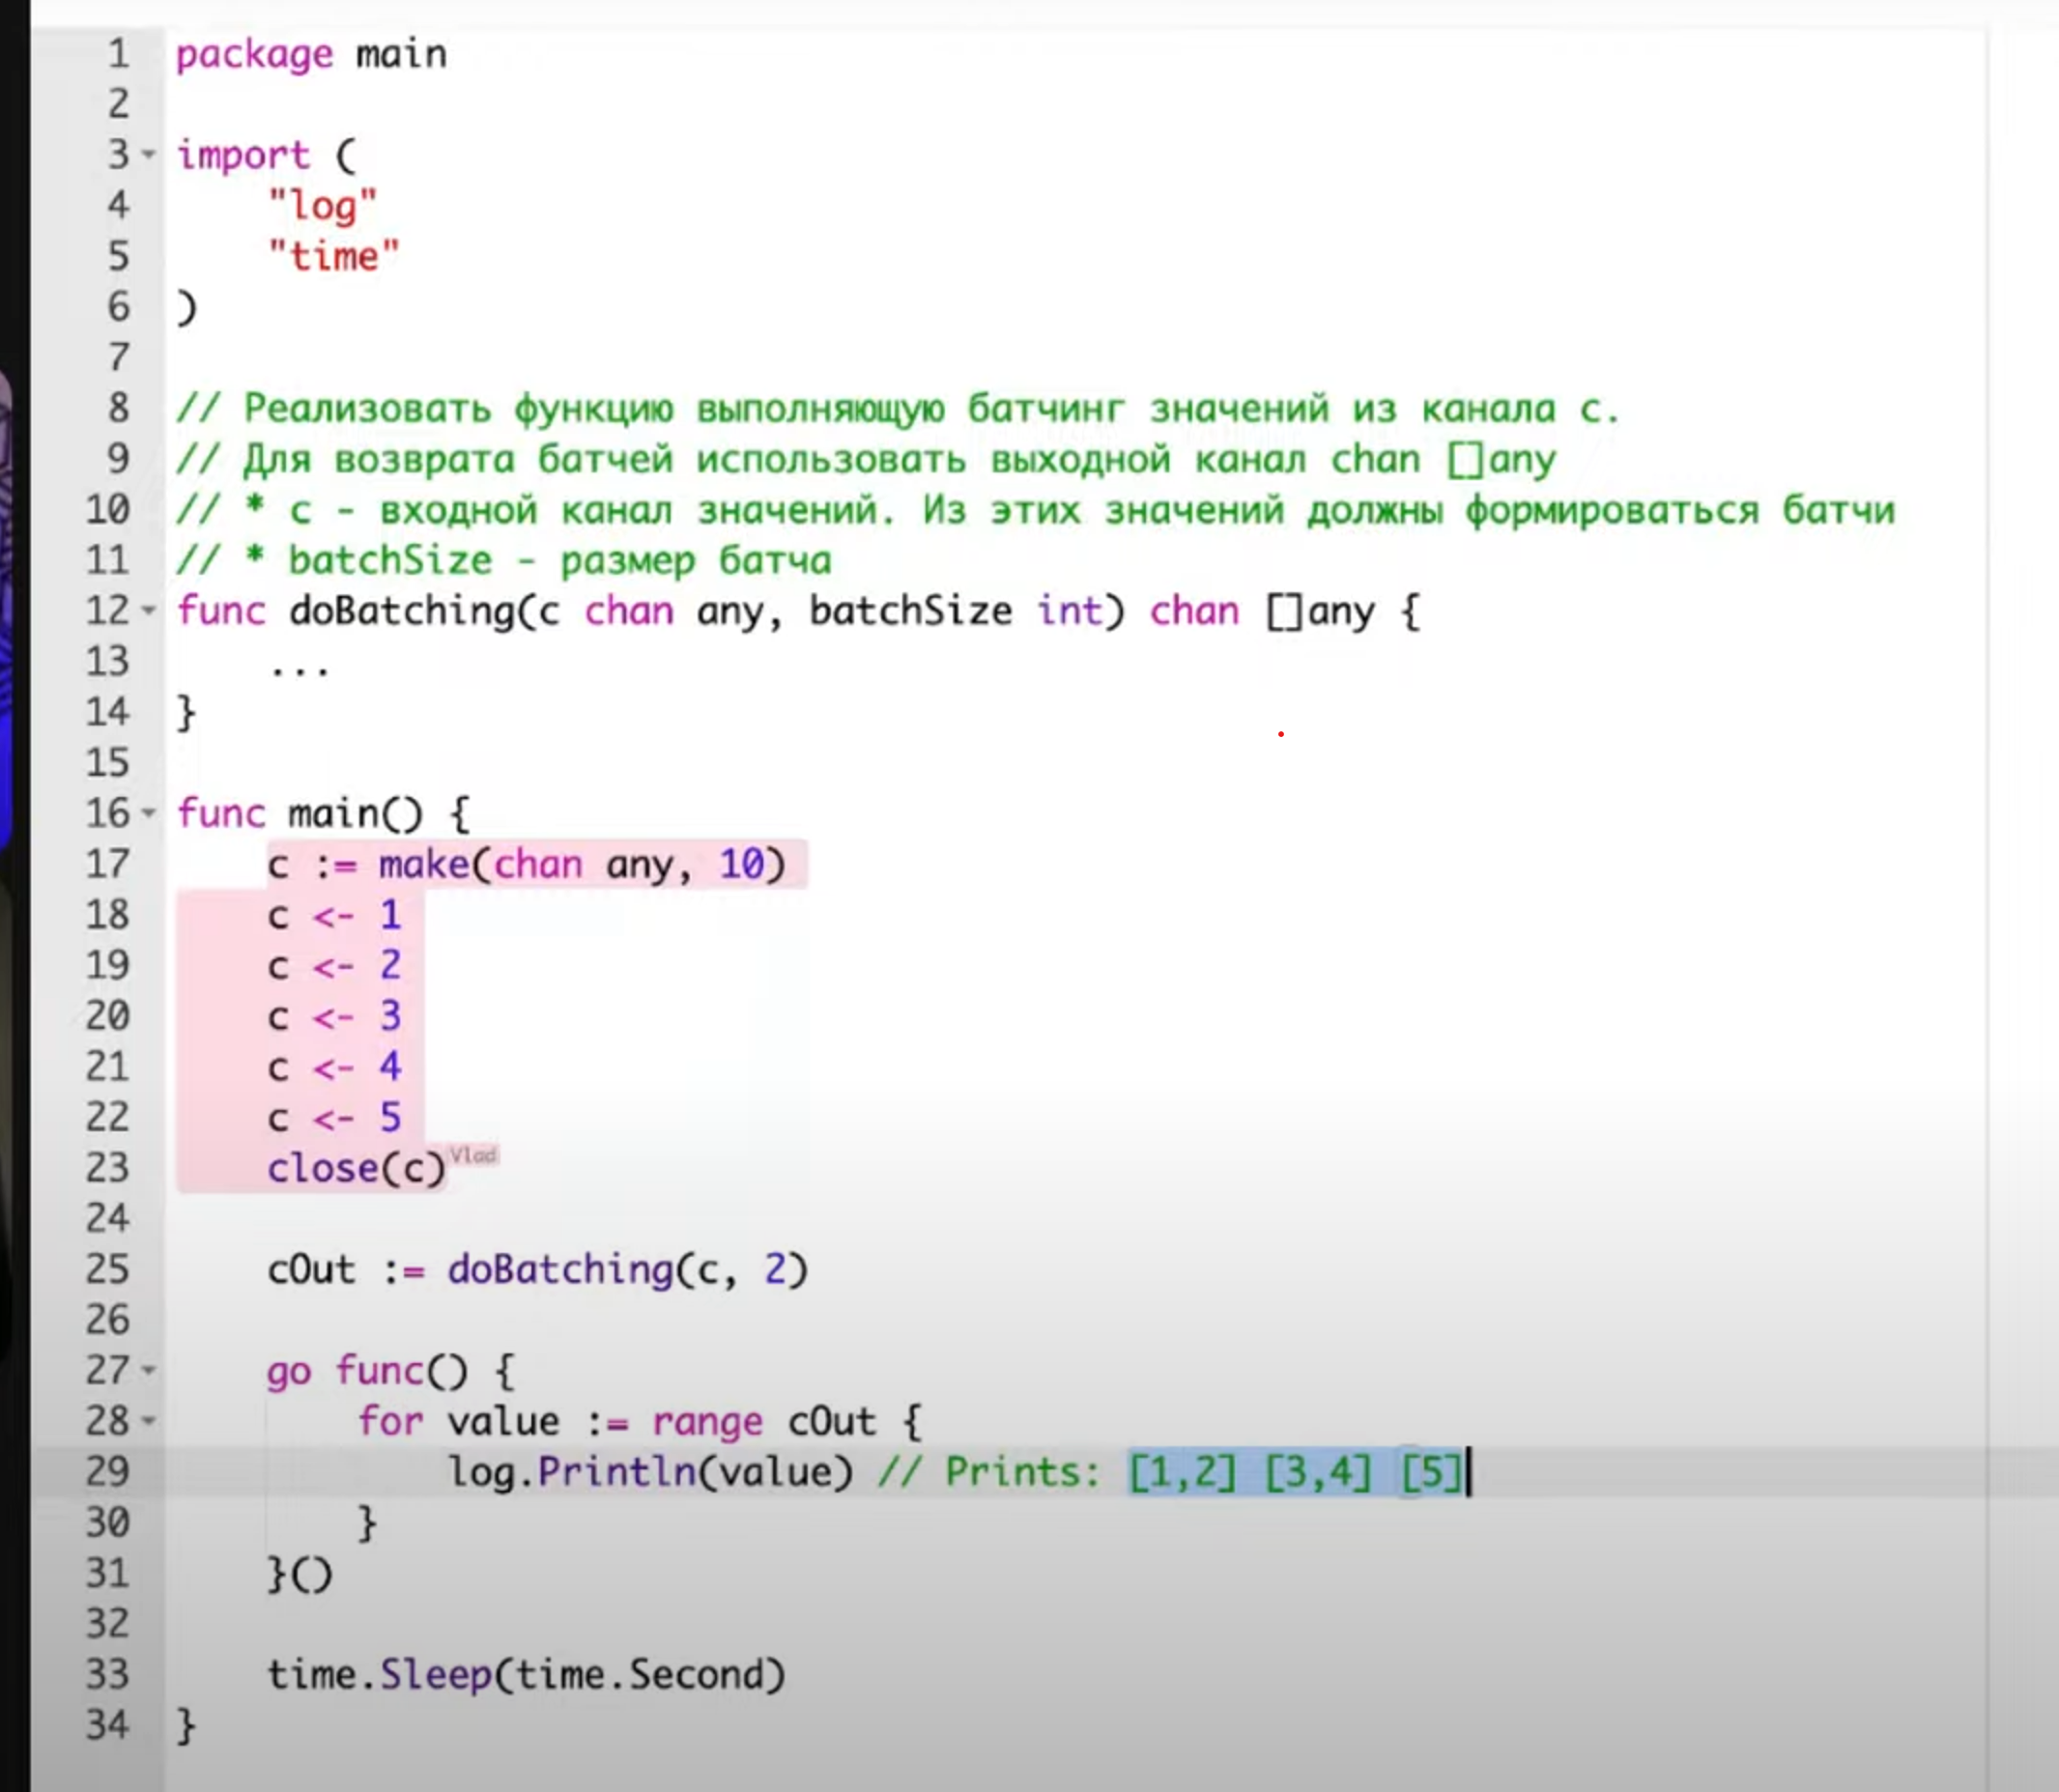 1 package main
2
3 import (
4 "log"
5 "time"
6 )
7
8 // Реализовать функцию выполняющую батчинг значений из канала c.
9 // Для возврата батчей использовать выходной канал chan []any
10 // * c - входной канал значений. Из этих значений должны формироваться батчи
11 // * batchSize - размер батча
12 func doBatching(c chan any, batchSize int) chan []any {
13 ...
14 }
15
16 func main() {
17 c := make(chan any, 10)
18 c <- 1
19 c <- 2
20 c <- 3
21 c <- 4
22 c <- 5
23 close(c) Vlad
24
25 cOut := doBatching(c, 2)
26
27 go func() {
28 for value := range cOut {
29 log.Println(value) // Prints: [1,2] [3,4] [5]
30 }
31 }()
32
33 time.Sleep(time.Second)
34 }